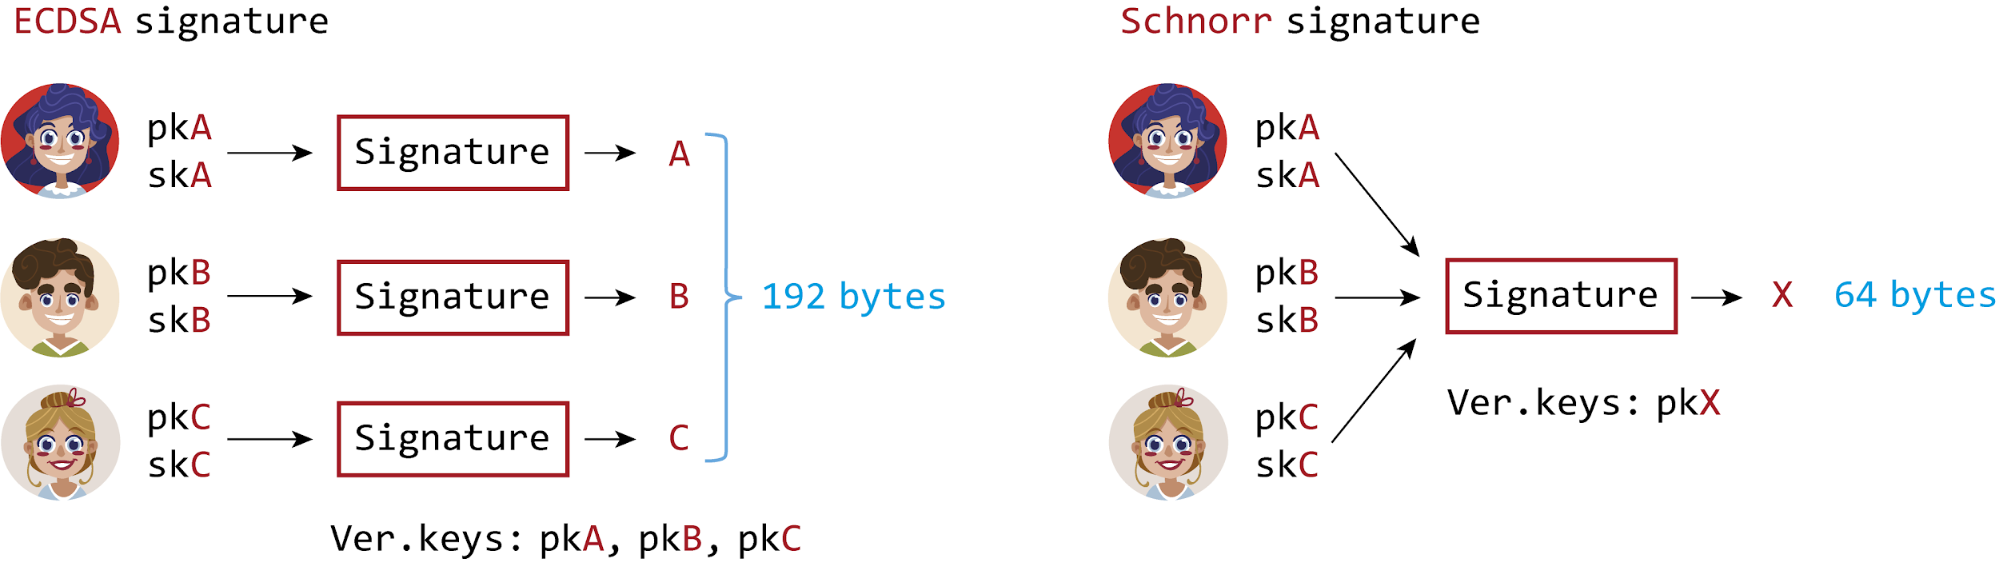 ECDSA signature
pkA
skA
Signature
A
pkB
skB
Signature
B
192 bytes
pkC
skC
Signature
C
Ver.keys: pkA, pkB, pkC
Schnorr signature
pkA
skA
pkB
skB
Signature
X
64 bytes
pkC
skC
Ver.keys: pkX